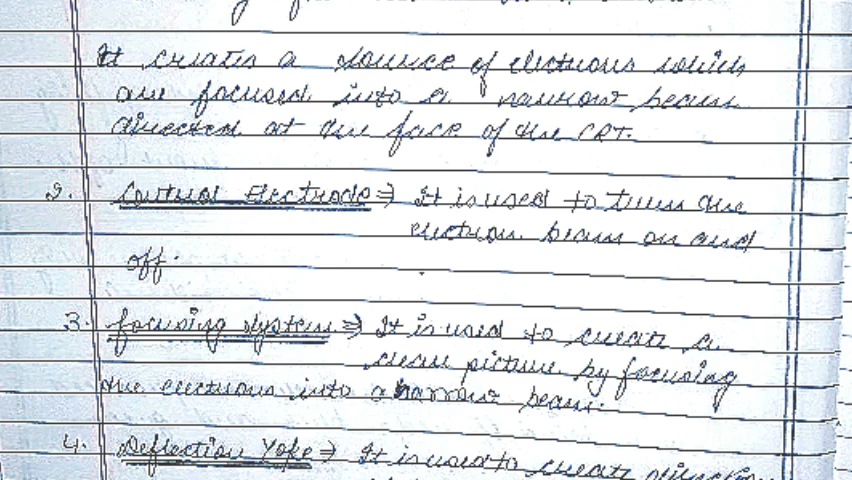 It creates a source of electrons which
are focused into a narrow beam
directed at the face of the CRT.
2. Control Electrode ⇒ It is used to turn the
electron beam on and
off.
3. focusing system ⇒ It is used to create a
clear picture by focusing
the electrons into a narrow beam.
4. Deflection Yoke ⇒ It is used to create